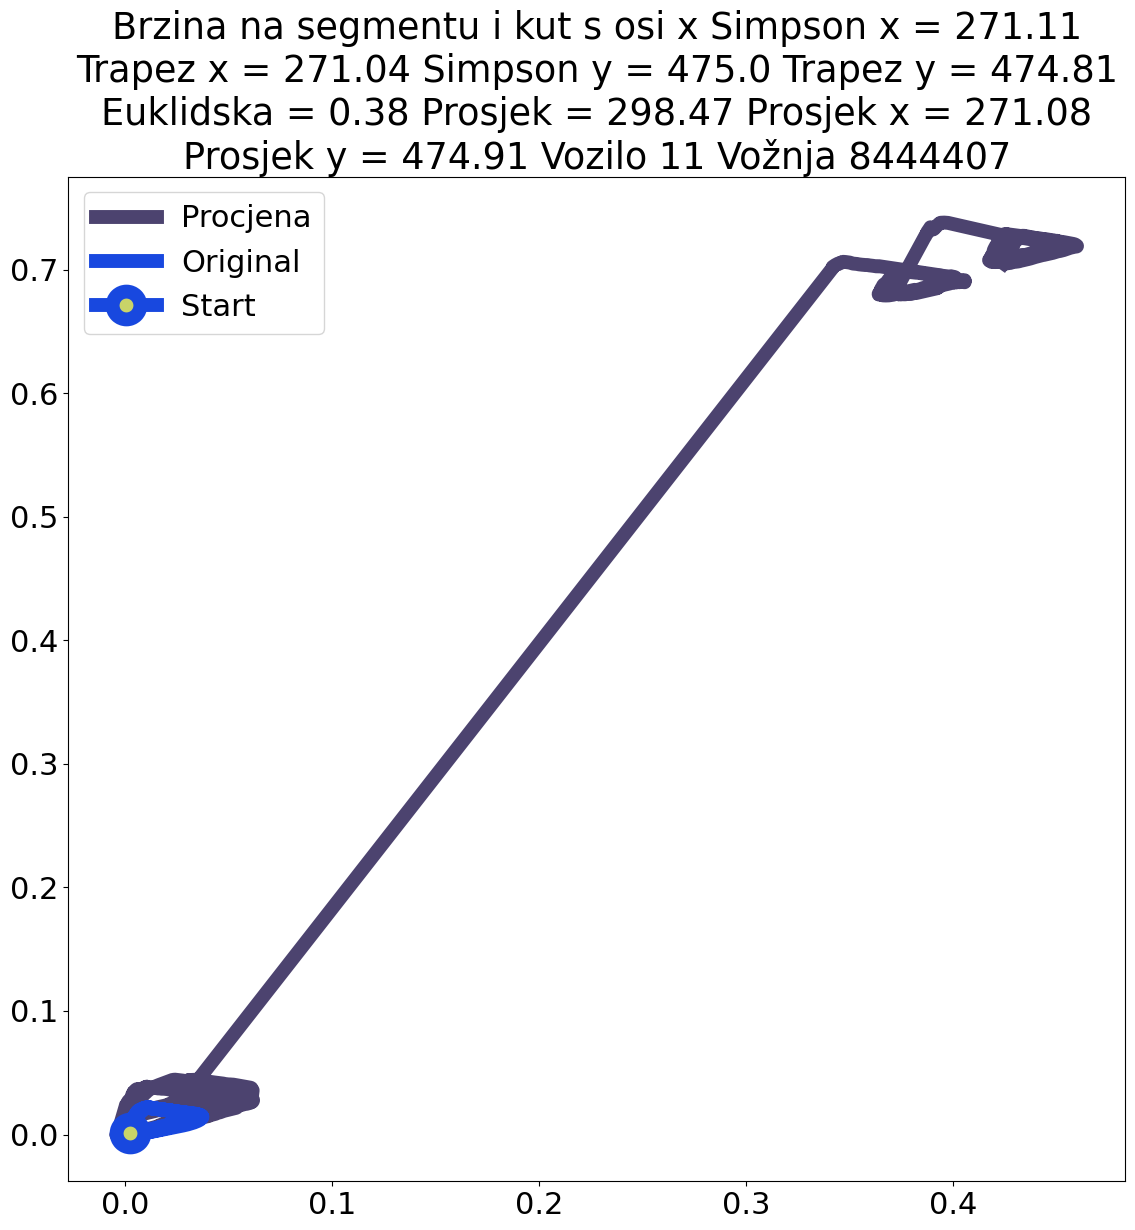 Brzina na segmentu i kut s osi x Simpson x = 271.11
Trapez x = 271.04 Simpson y = 475.0 Trapez y = 474.81
Euklidska = 0.38 Prosjek = 298.47 Prosjek x = 271.08
Prosjek y = 474.91 Vozilo 11 Vožnja 8444407
Procjena
Original
Start
0.7
0.6
0.5
0.4
0.3
0.2
0.1
0.0
0.0 0.1 0.2 0.3 0.4